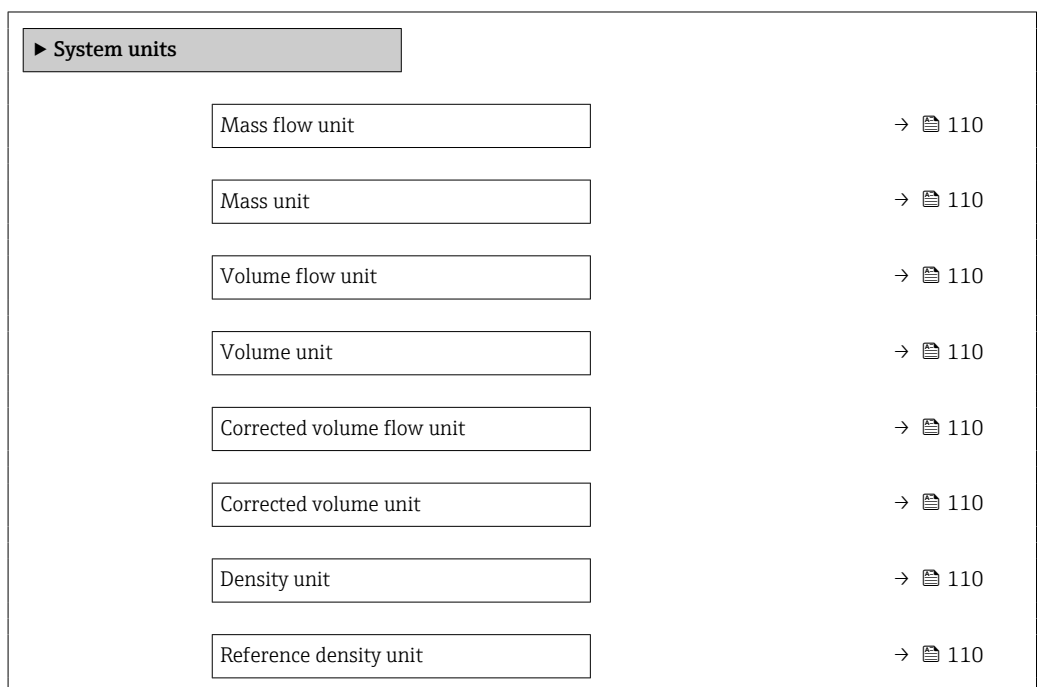 ▶ System units
Mass flow unit → 🖺 110
Mass unit → 🖺 110
Volume flow unit → 🖺 110
Volume unit → 🖺 110
Corrected volume flow unit → 🖺 110
Corrected volume unit → 🖺 110
Density unit → 🖺 110
Reference density unit → 🖺 110